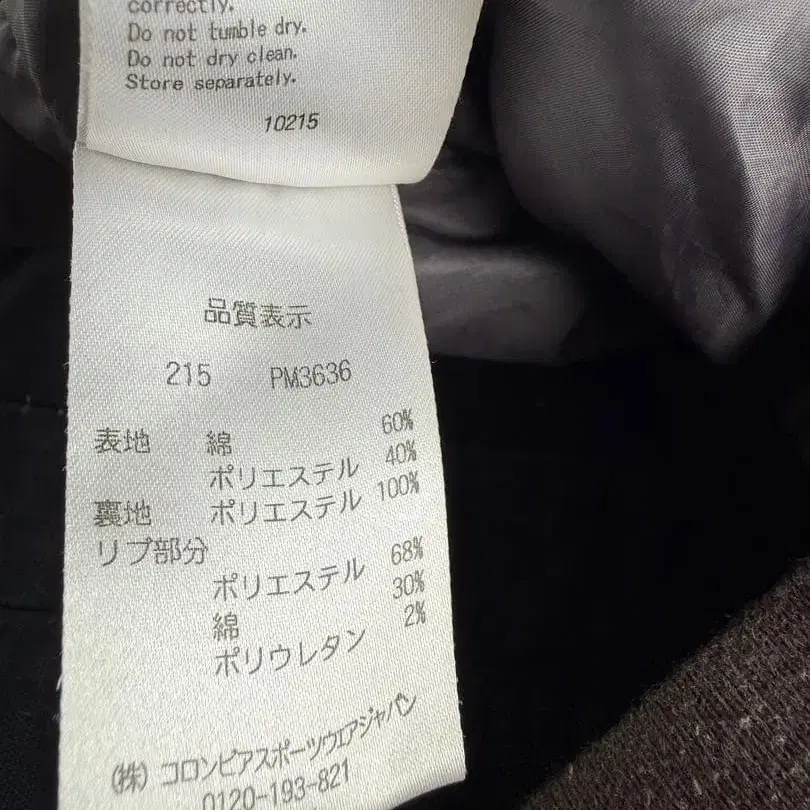 correctly.
Do not tumble dry.
Do not dry clean.
Store separately.
10215
品質表示
215 PM3636
表地 綿 60%
ポリエステル 40%
裏地 ポリエステル 100%
リブ部分
ポリエステル 68%
綿 30%
ポリウレタン 2%
(株) コロンビアスポーツウェアジャパン
0120-193-821